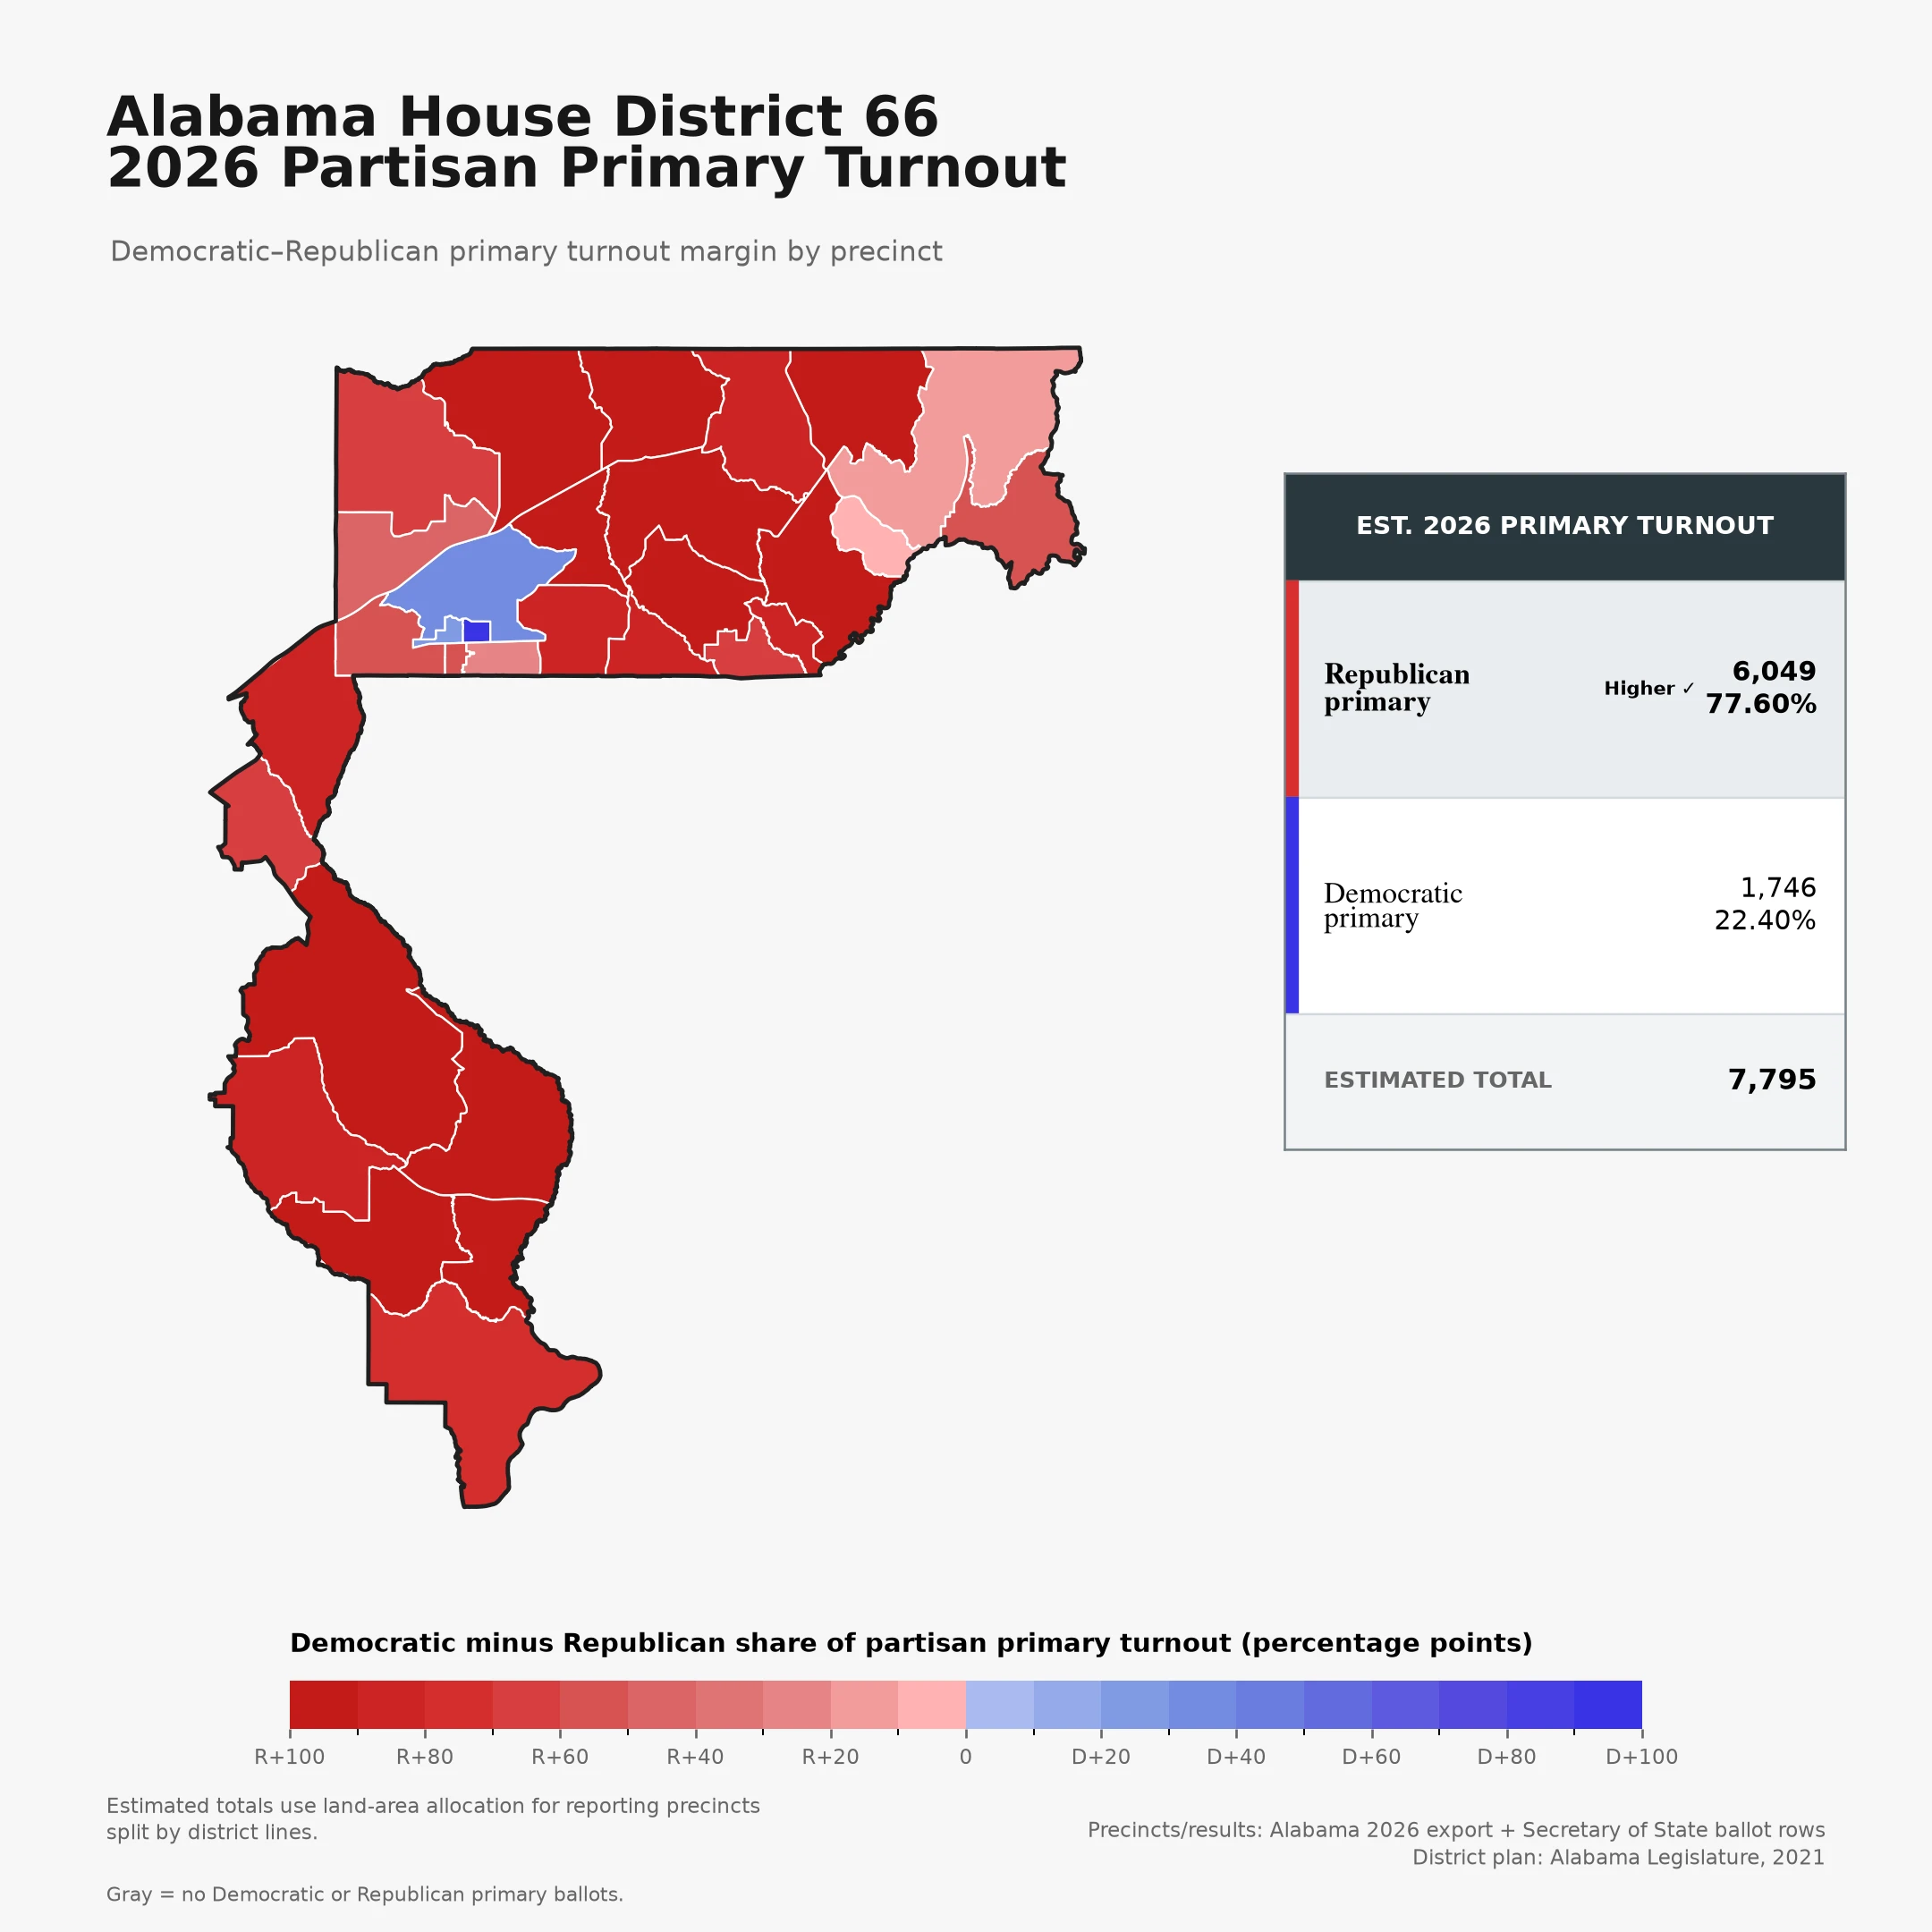 Alabama House District 66
2026 Partisan Primary Turnout
Democratic–Republican primary turnout margin by precinct
EST. 2026 PRIMARY TURNOUT
Republican
primary
Higher ✓
6,049
77.60%
Democratic
primary
1,746
22.40%
ESTIMATED TOTAL
7,795
Democratic minus Republican share of partisan primary turnout (percentage points)
R+100 R+80 R+60 R+40 R+20 0 D+20 D+40 D+60 D+80 D+100
Estimated totals use land-area allocation for reporting precincts
split by district lines.
Gray = no Democratic or Republican primary ballots.
Precincts/results: Alabama 2026 export + Secretary of State ballot rows
District plan: Alabama Legislature, 2021